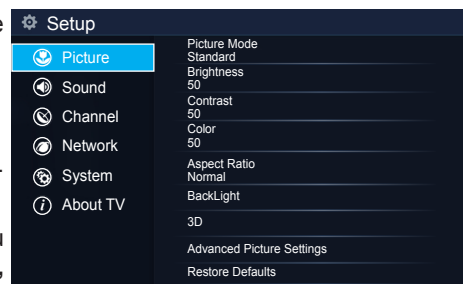 Setup
Picture
Sound
Channel
Network
System
About TV
Picture Mode
Standard
Brightness
50
Contrast
50
Color
50
Aspect Ratio
Normal
BackLight
3D
Advanced Picture Settings
Restore Defaults